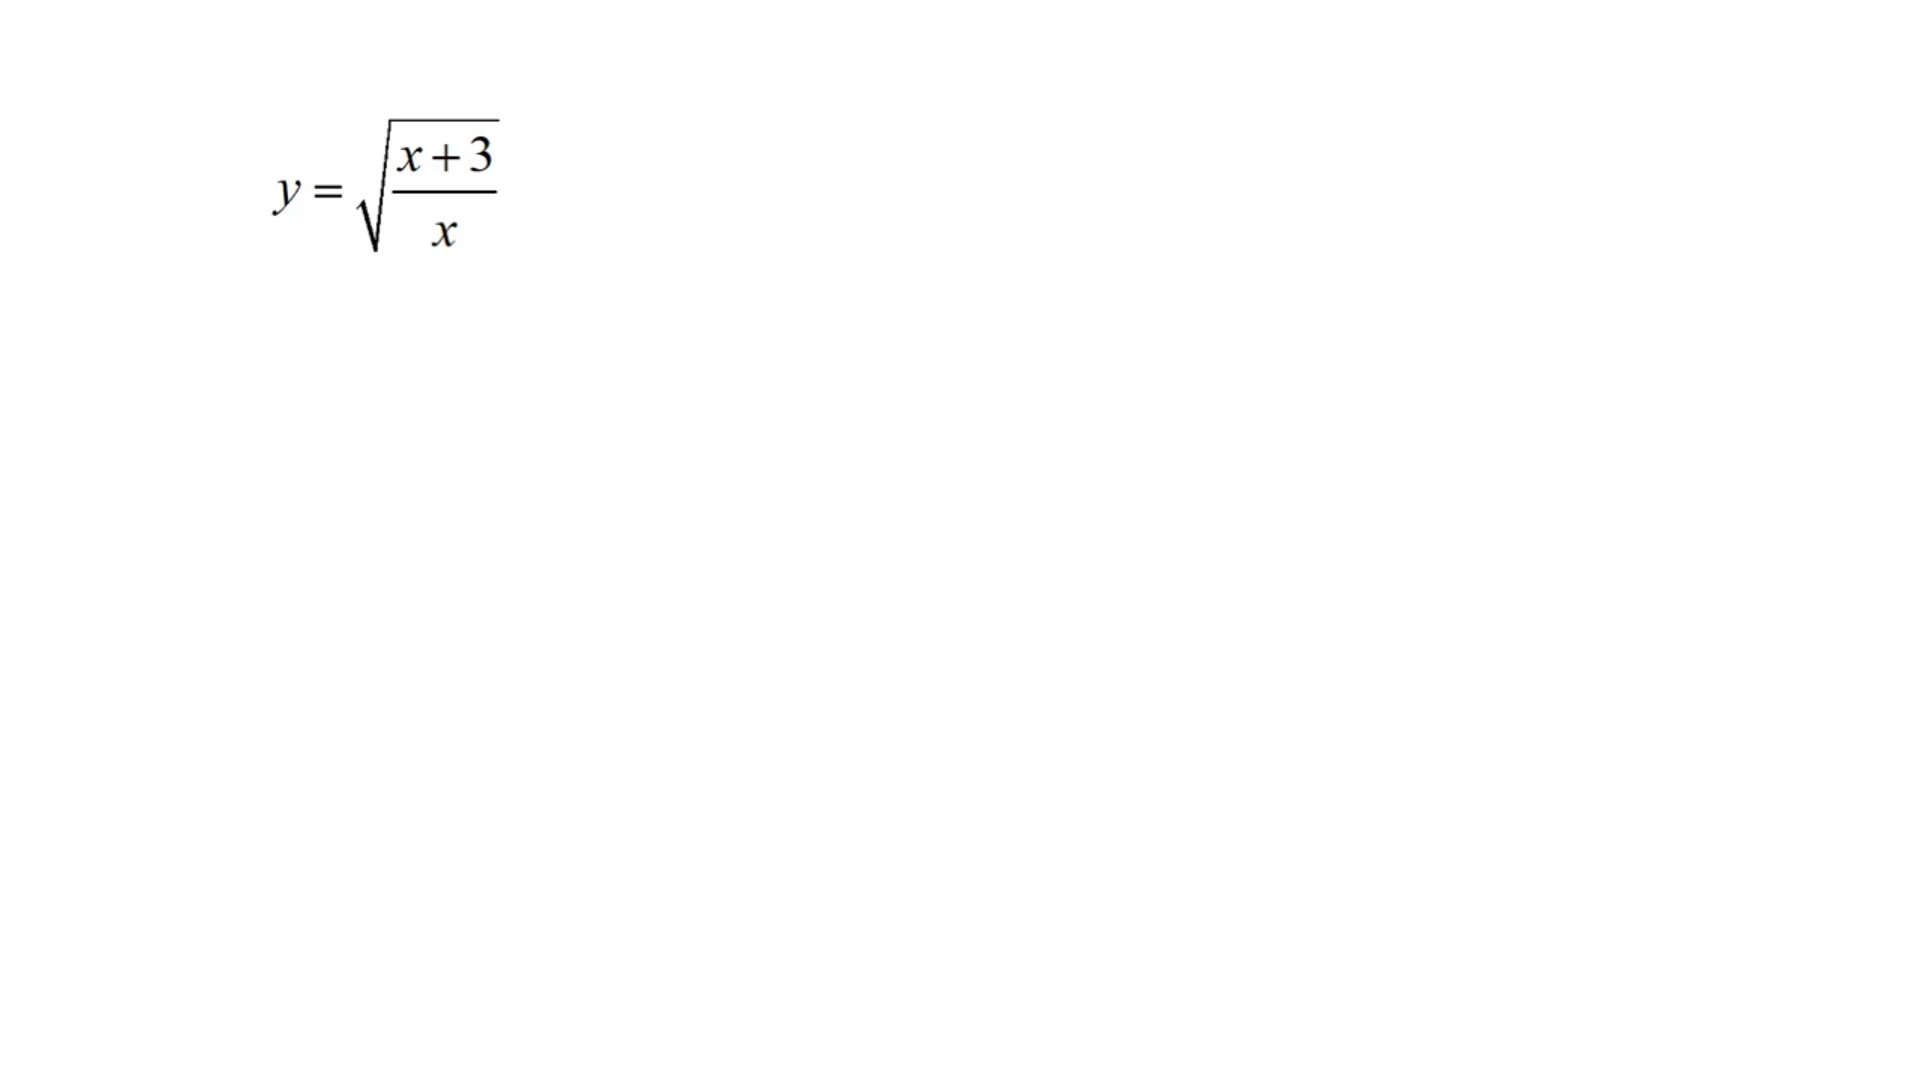 y = √((x + 3)/x)